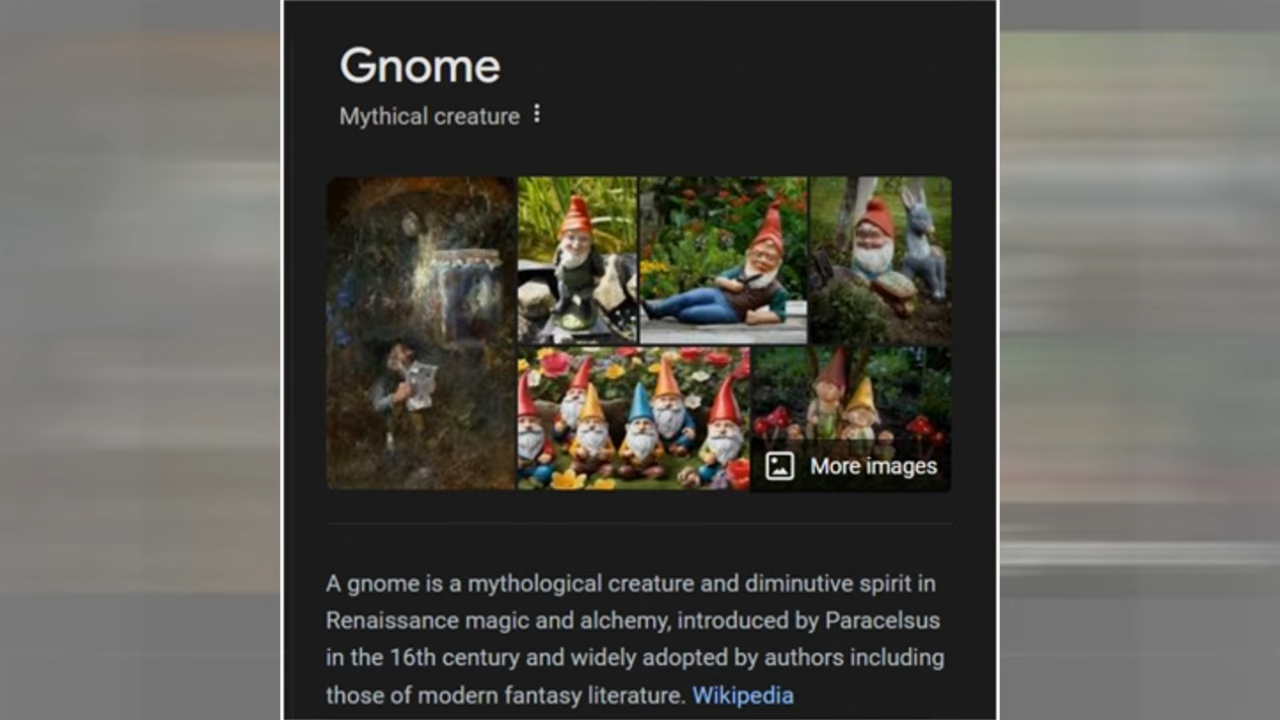 Gnome
Mythical creature
More images
A gnome is a mythological creature and diminutive spirit in
Renaissance magic and alchemy, introduced by Paracelsus
in the 16th century and widely adopted by authors including
those of modern fantasy literature. Wikipedia